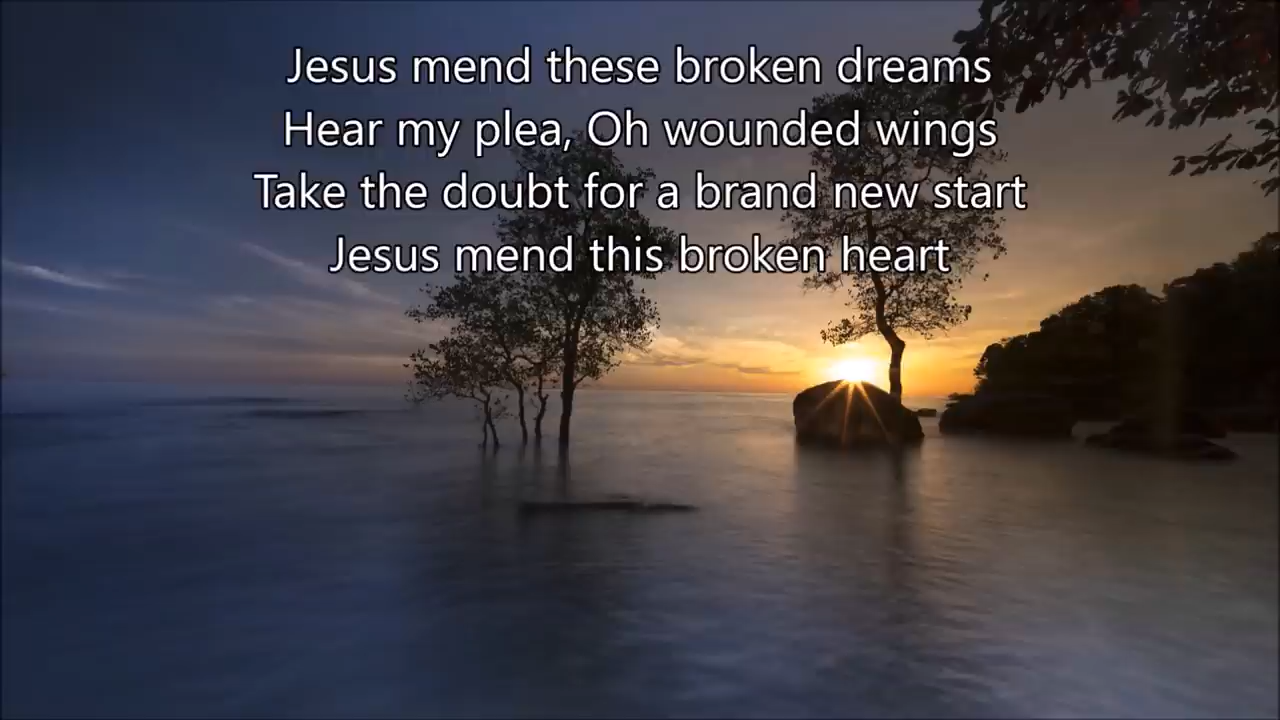 Jesus mend these broken dreams
Hear my plea, Oh wounded wings
Take the doubt for a brand new start
Jesus mend this broken heart